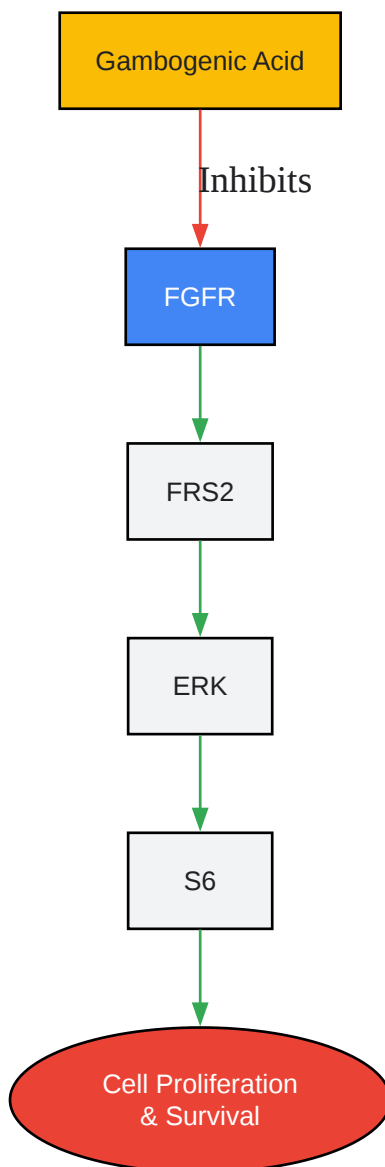 Gambogenic Acid
Inhibits
FGFR
FRS2
ERK
S6
Cell Proliferation
& Survival